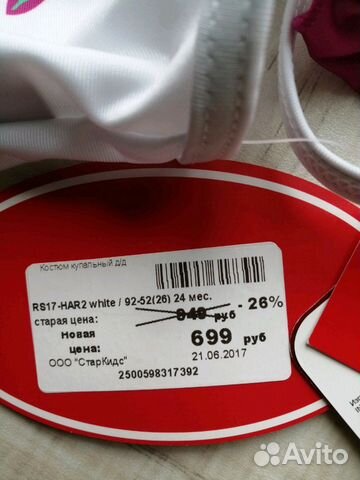 Костюм купальный д/д
RS17-HAR2 white / 92-52(26) 24 мес.
старая цена: 949 руб - 26%
Новая цена: 699 руб
ООО "СтарКидс" 21.06.2017
2500598317392
Avito